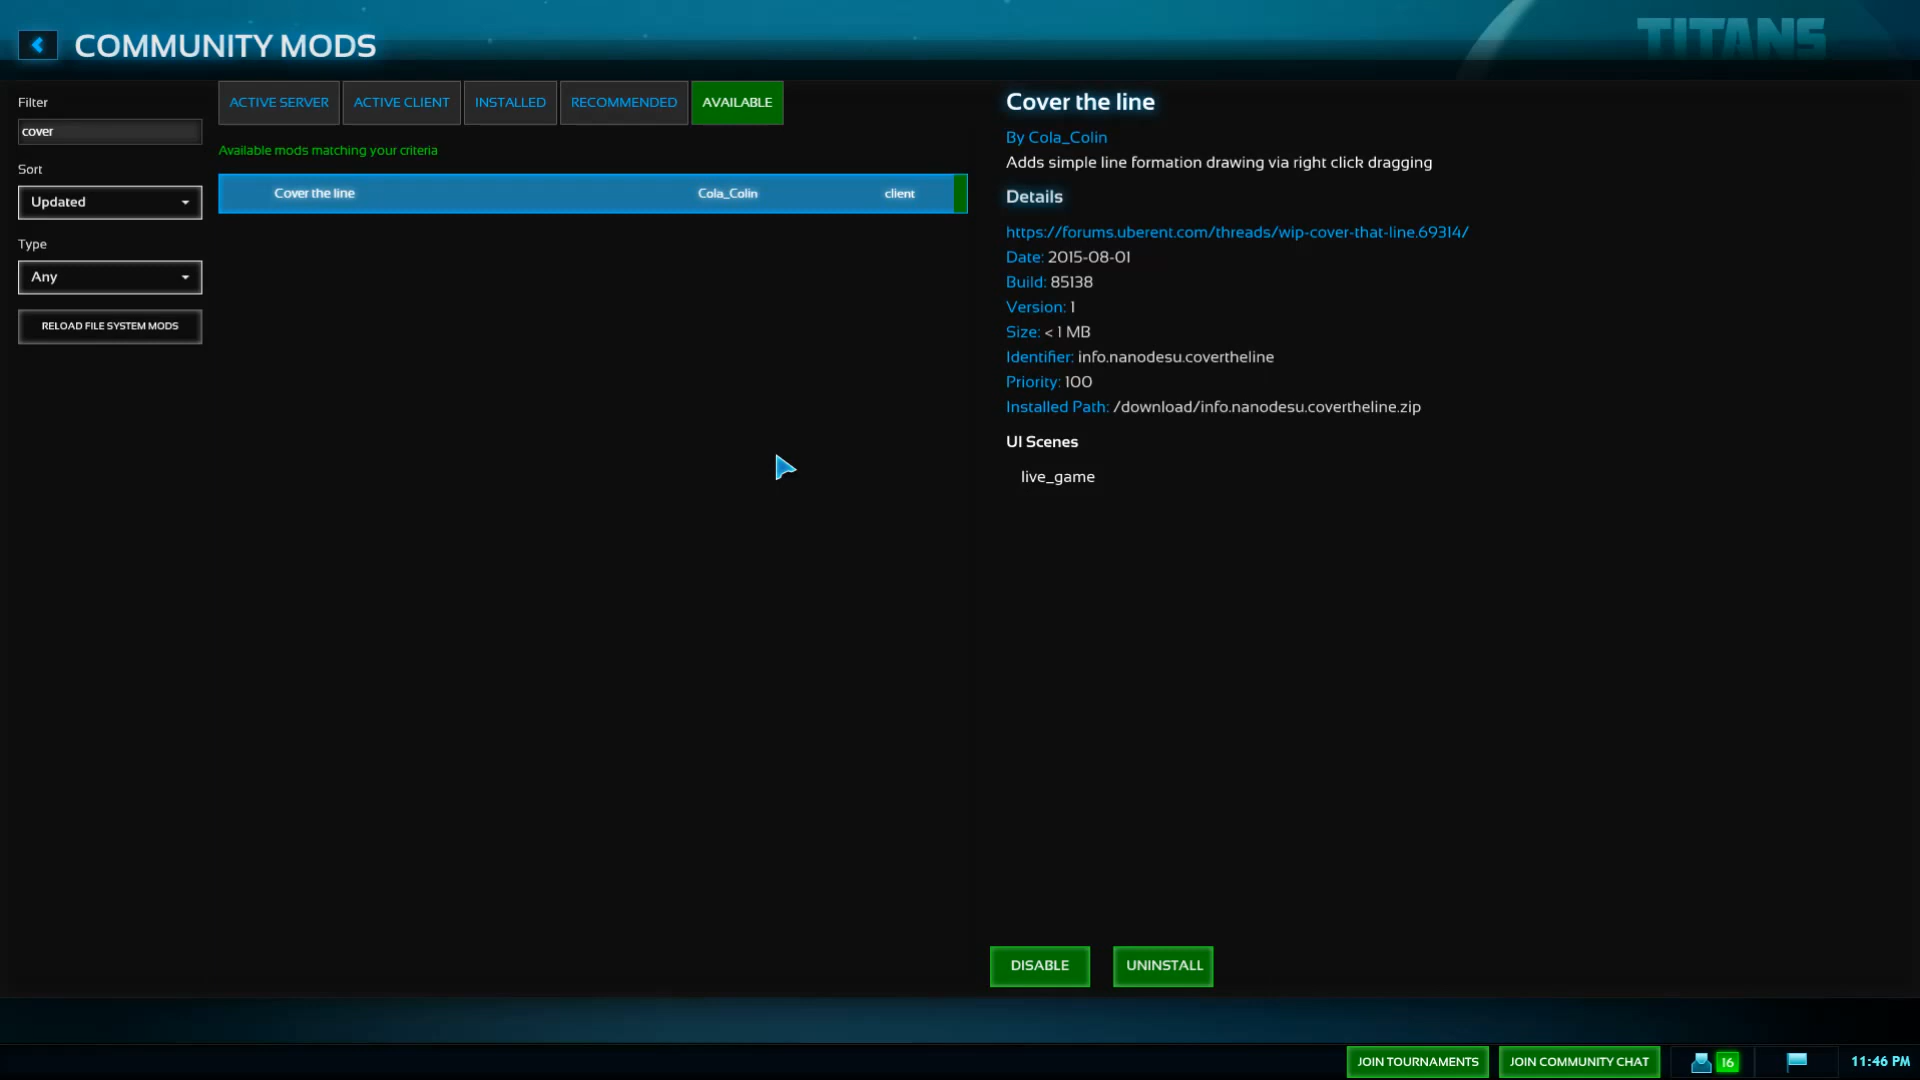 COMMUNITY MODS
TITANS
Filter
cover
Sort
Updated
Type
Any
RELOAD FILE SYSTEM MODS
ACTIVE SERVER
ACTIVE CLIENT
INSTALLED
RECOMMENDED
AVAILABLE
Available mods matching your criteria
Cover the line Cola_Colin client
Cover the line
By Cola_Colin
Adds simple line formation drawing via right click dragging
Details
https://forums.uberent.com/threads/wip-cover-that-line.69314/
Date: 2015-08-01
Build: 85138
Version: 1
Size: < 1 MB
Identifier: info.nanodesu.covertheline
Priority: 100
Installed Path: /download/info.nanodesu.covertheline.zip
UI Scenes
live_game
DISABLE
UNINSTALL
JOIN TOURNAMENTS
JOIN COMMUNITY CHAT
16
11:46 PM